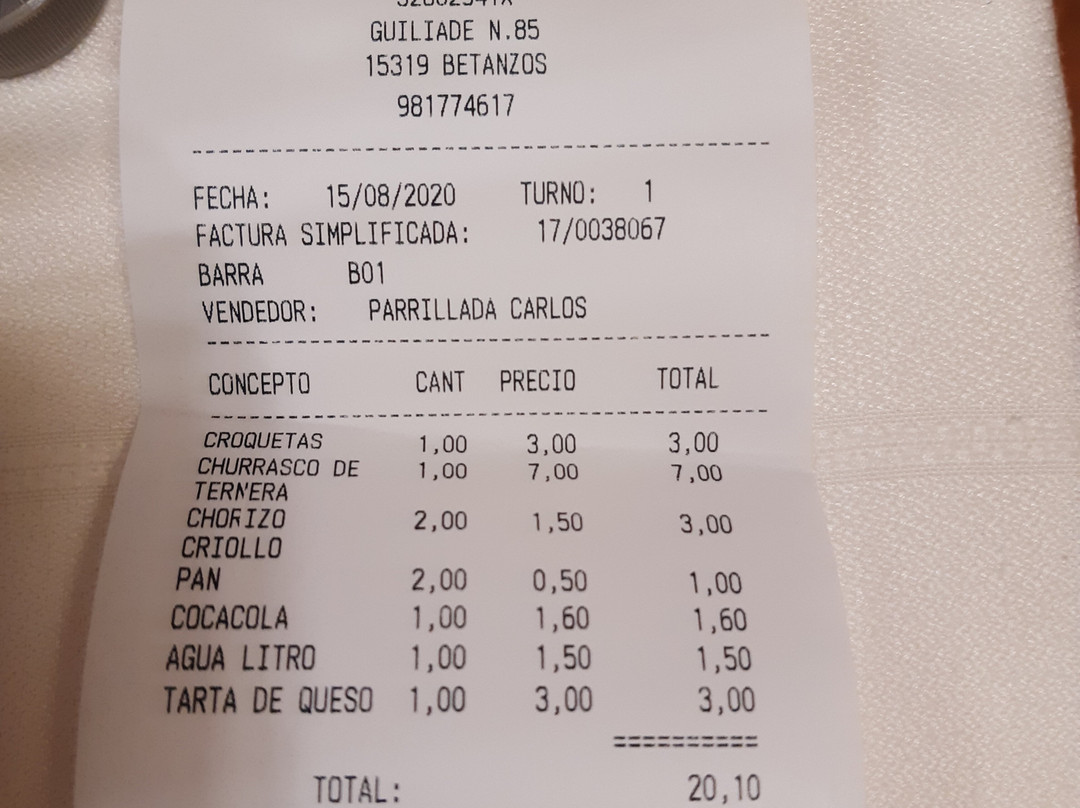 GUILIADE N.85
15319 BETANZOS
981774617
FECHA: 15/08/2020 TURNO: 1
FACTURA SIMPLIFICADA: 17/0038067
BARRA B01
VENDEDOR: PARRILLADA CARLOS
CONCEPTO CANT PRECIO TOTAL
CROQUETAS 1,00 3,00 3,00
CHURRASCO DE 1,00 7,00 7,00
TERNERA
CHORIZO 2,00 1,50 3,00
CRIOLLO
PAN 2,00 0,50 1,00
COCACOLA 1,00 1,60 1,60
AGUA LITRO 1,00 1,50 1,50
TARTA DE QUESO 1,00 3,00 3,00
==========
TOTAL: 20,10